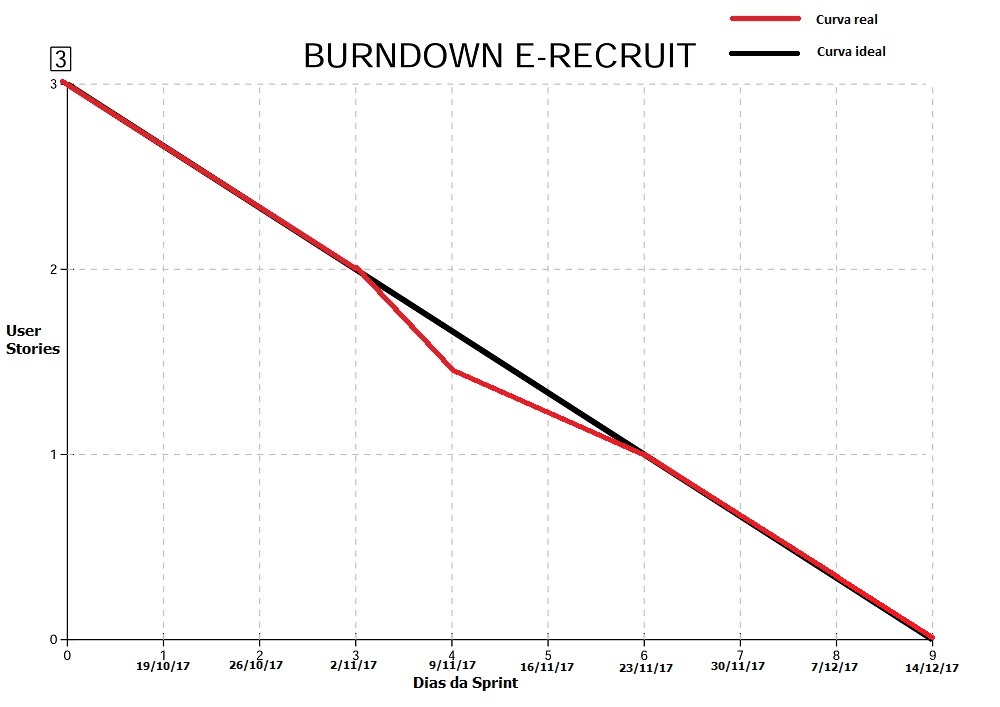 Curva real
Curva ideal
3
BURNDOWN E-RECRUIT
3
2
User
Stories
1
0
0 1 2 3 4 5 6 7 8 9
19/10/17 26/10/17 2/11/17 9/11/17 16/11/17 23/11/17 30/11/17 7/12/17 14/12/17
Dias da Sprint